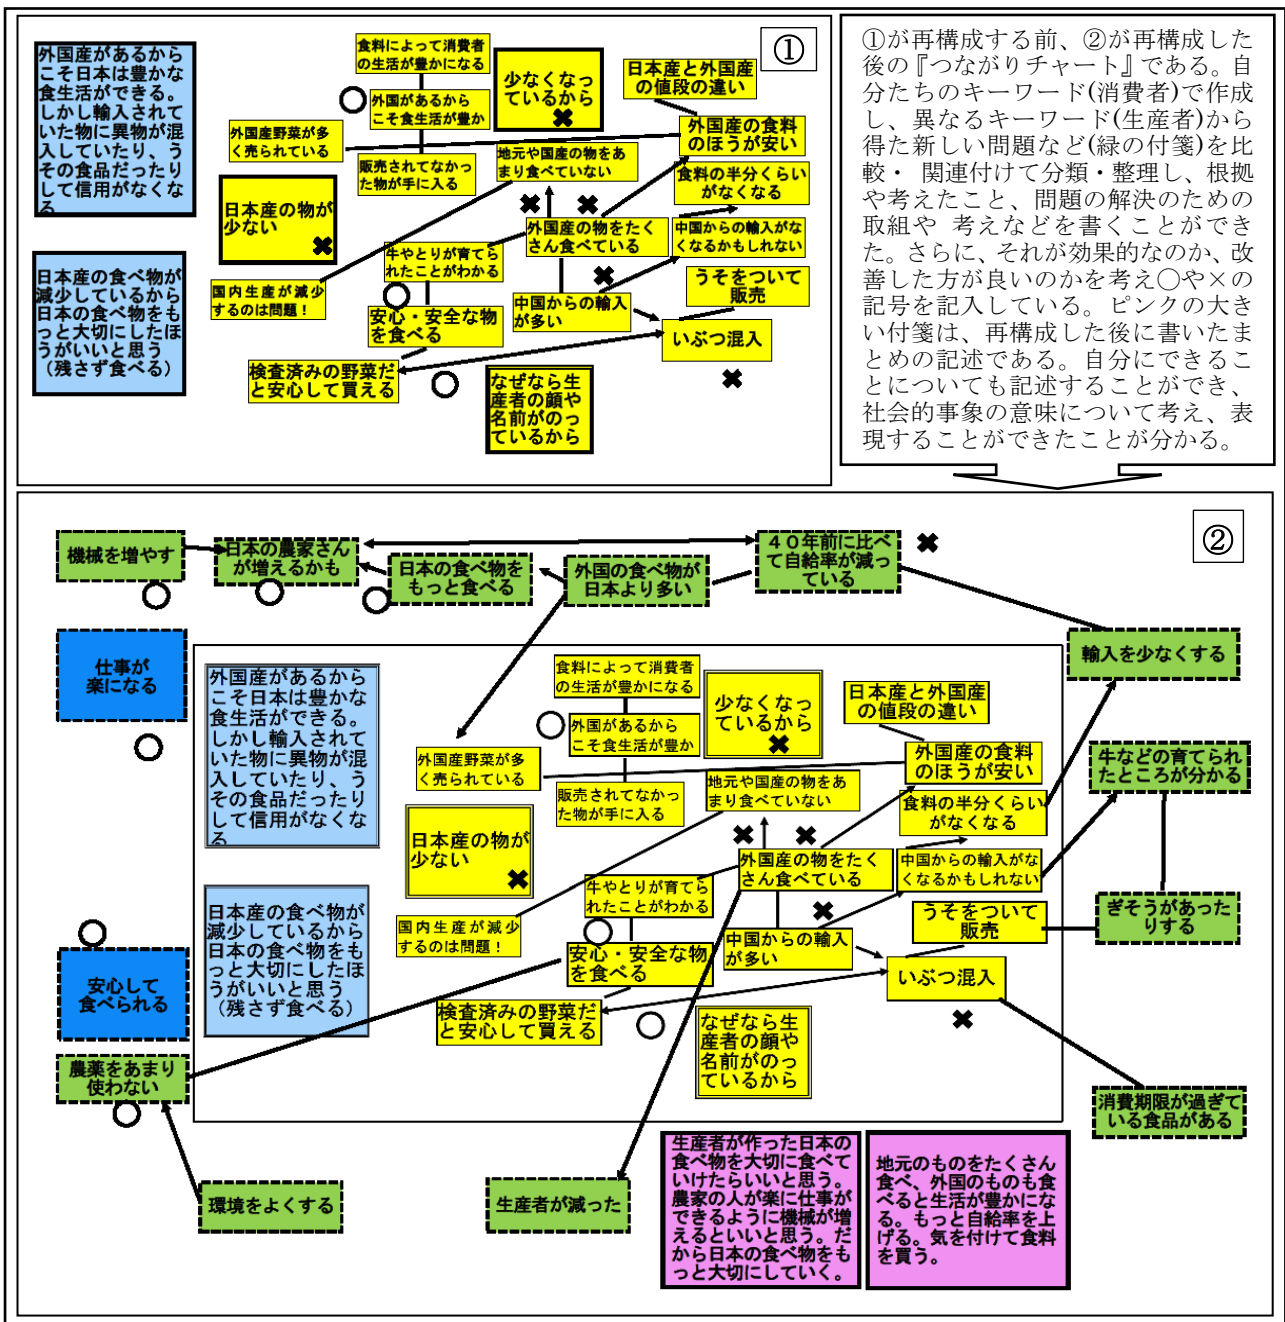 ①
外国産があるから
こそ日本は豊かな
食生活ができる。
しかし輸入されて
いた物に異物が混
入していたり、う
その食品だったり
して信用がなくな
る
日本産の食べ物が
減少しているから
日本の食べ物をも
っと大切にしたほ
うがいいと思う
（残さず食べる）
食料によって消費者
の生活が豊かになる
外国があるから
こそ食生活が豊か
外国産野菜が多
く売られている
販売されてなかっ
た物が手に入る
少なくなっ
ているから
日本産と外国産
の値段の違い
外国産の食料
のほうが安い
地元や国産の物をあ
まり食べていない
食料の半分くらい
がなくなる
日本産の物が
少ない
外国産の物をたく
さん食べている
中国からの輸入がな
くなるかもしれない
牛やとりが育てら
れたことがわかる
国内生産が減少
するのは問題！
安心・安全な物
を食べる
中国からの輸入
が多い
うそをついて
販売
いぶつ混入
検査済みの野菜だ
と安心して買える
なぜなら生
産者の顔や
名前がのっ
ているから
①が再構成する前、②が再構成した
後の『つながりチャート』である。自
分たちのキーワード(消費者)で作成
し、異なるキーワード(生産者)から
得た新しい問題など(緑の付箋)を比
較・ 関連付けて分類・整理し、根拠
や考えたこと、問題の解決のための
取組や 考えなどを書くことができ
た。さらに、それが効果的なのか、改
善した方が良いのかを考え○や×の
記号を記入している。ピンクの大き
い付箋は、再構成した後に書いたま
とめの記述である。自分にできるこ
とについても記述することができ、
社会的事象の意味について考え、表
現することができたことが分かる。
②
機械を増やす
日本の農家さん
が増えるかも
日本の食べ物を
もっと食べる
外国の食べ物が
日本より多い
４０年前に比べ
て自給率が減っ
ている
輸入を少なくする
仕事が
楽になる
外国産があるから
こそ日本は豊かな
食生活ができる。
しかし輸入されて
いた物に異物が混
入していたり、う
その食品だったり
して信用がなくな
る
日本産の食べ物が
減少しているから
日本の食べ物をも
っと大切にしたほ
うがいいと思う
（残さず食べる）
食料によって消費者
の生活が豊かになる
外国があるから
こそ食生活が豊か
外国産野菜が多
く売られている
販売されてなかっ
た物が手に入る
少なくなっ
ているから
日本産と外国産
の値段の違い
外国産の食料
のほうが安い
地元や国産の物をあ
まり食べていない
食料の半分くらい
がなくなる
日本産の物が
少ない
外国産の物をたく
さん食べている
中国からの輸入がな
くなるかもしれない
牛やとりが育てら
れたことがわかる
国内生産が減少
するのは問題！
安心・安全な物
を食べる
中国からの輸入
が多い
うそをついて
販売
いぶつ混入
検査済みの野菜だ
と安心して買える
なぜなら生
産者の顔や
名前がのっ
ているから
牛などの育てられ
たところが分かる
ぎそうがあった
りする
安心して
食べられる
農薬をあまり
使わない
消費期限が過ぎて
いる食品がある
環境をよくする
生産者が減った
生産者が作った日本の
食べ物を大切に食べて
いけたらいいと思う。
農家の人が楽に仕事が
できるように機械が増
えるといいと思う。だ
から日本の食べ物をも
っと大切にしていく。
地元のものをたくさん
食べ、外国のものも食
べると生活が豊かにな
る。もっと自給率を上
げる。気を付けて食料
を買う。